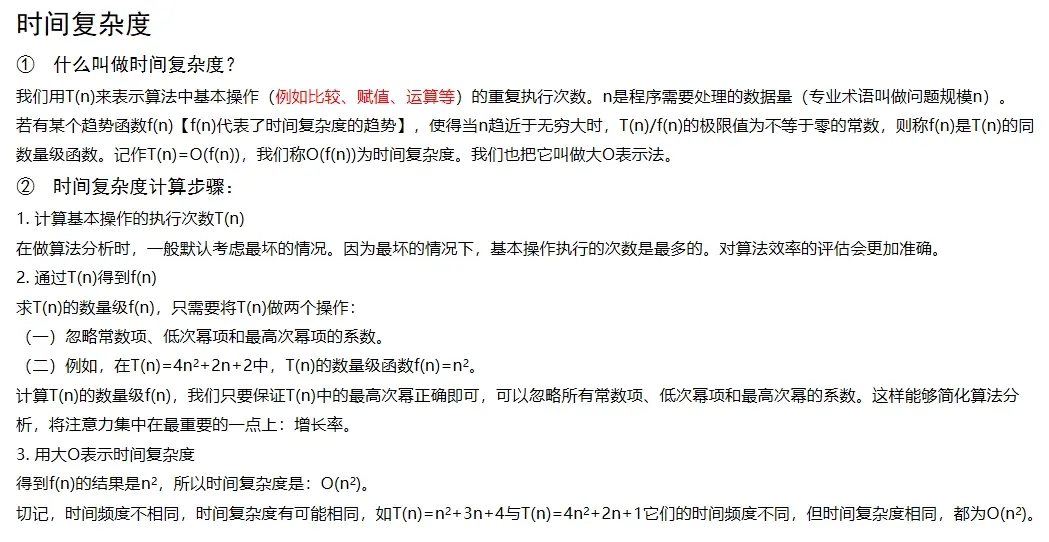 时间复杂度
① 什么叫做时间复杂度？
我们用T(n)来表示算法中基本操作（例如比较、赋值、运算等）的重复执行次数。n是程序需要处理的数据量（专业术语叫做问题规模n）。
若有某个趋势函数f(n)【f(n)代表了时间复杂度的趋势】，使得当n趋近于无穷大时，T(n)/f(n)的极限值为不等于零的常数，则称f(n)是T(n)的同
数量级函数。记作T(n)=O(f(n))，我们称O(f(n))为时间复杂度。我们也把它叫做大O表示法。
② 时间复杂度计算步骤：
1. 计算基本操作的执行次数T(n)
在做算法分析时，一般默认考虑最坏的情况。因为最坏的情况下，基本操作执行的次数是最多的。对算法效率的评估会更加准确。
2. 通过T(n)得到f(n)
求T(n)的数量级f(n)，只需要将T(n)做两个操作：
（一）忽略常数项、低次幂项和最高次幂项的系数。
（二）例如，在T(n)=4n²+2n+2中，T(n)的数量级函数f(n)=n²。
计算T(n)的数量级f(n)，我们只要保证T(n)中的最高次幂正确即可，可以忽略所有常数项、低次幂项和最高次幂的系数。这样能够简化算法分
析，将注意力集中在最重要的一点上：增长率。
3. 用大O表示时间复杂度
得到f(n)的结果是n²，所以时间复杂度是：O(n²)。
切记，时间频度不相同，时间复杂度有可能相同，如T(n)=n²+3n+4与T(n)=4n²+2n+1它们的时间频度不同，但时间复杂度相同，都为O(n²)。